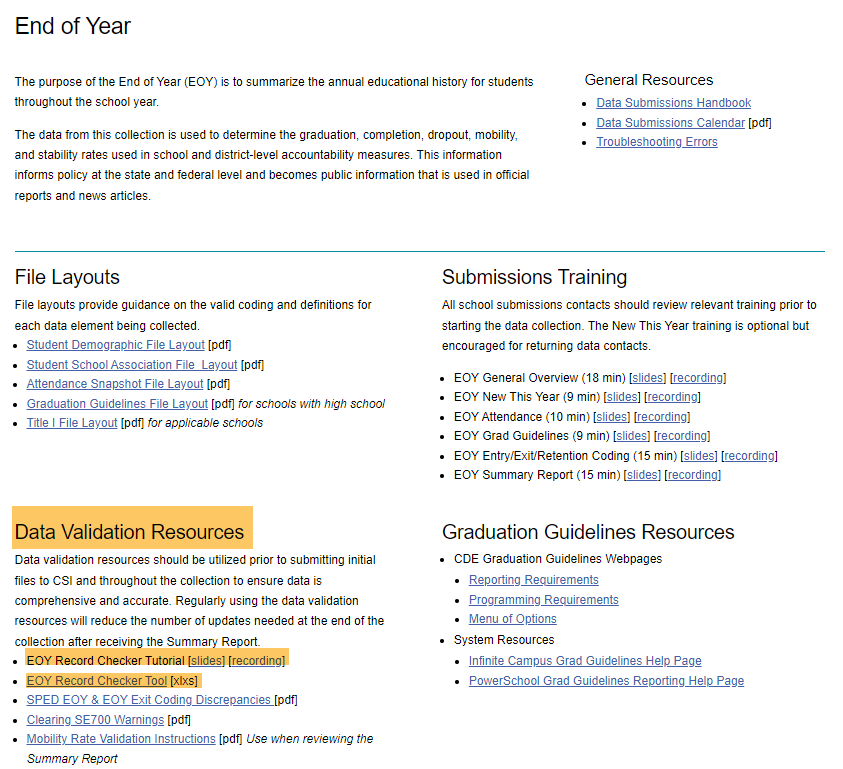 End of Year
The purpose of the End of Year (EOY) is to summarize the annual educational history for students
throughout the school year.
The data from this collection is used to determine the graduation, completion, dropout, mobility,
and stability rates used in school and district-level accountability measures. This information
informs policy at the state and federal level and becomes public information that is used in official
reports and news articles.
General Resources
• Data Submissions Handbook
• Data Submissions Calendar [pdf]
• Troubleshooting Errors
File Layouts
File layouts provide guidance on the valid coding and definitions for
each data element being collected.
• Student Demographic File Layout [pdf]
• Student School Association File Layout [pdf]
• Attendance Snapshot File Layout [pdf]
• Graduation Guidelines File Layout [pdf] for schools with high school
• Title I File Layout [pdf] for applicable schools
Submissions Training
All school submissions contacts should review relevant training prior to
starting the data collection. The New This Year training is optional but
encouraged for returning data contacts.
• EOY General Overview (18 min) [slides] [recording]
• EOY New This Year (9 min) [slides] [recording]
• EOY Attendance (10 min) [slides] [recording]
• EOY Grad Guidelines (9 min) [slides] [recording]
• EOY Entry/Exit/Retention Coding (15 min) [slides] [recording]
• EOY Summary Report (15 min) [slides] [recording]
Data Validation Resources
Data validation resources should be utilized prior to submitting initial
files to CSI and throughout the collection to ensure data is
comprehensive and accurate. Regularly using the data validation
resources will reduce the number of updates needed at the end of the
collection after receiving the Summary Report.
• EOY Record Checker Tutorial [slides] [recording]
• EOY Record Checker Tool [xlxs]
• SPED EOY & EOY Exit Coding Discrepancies [pdf]
• Clearing SE700 Warnings [pdf]
• Mobility Rate Validation Instructions [pdf] Use when reviewing the
Summary Report
Graduation Guidelines Resources
• CDE Graduation Guidelines Webpages
• Reporting Requirements
• Programming Requirements
• Menu of Options
• System Resources
• Infinite Campus Grad Guidelines Help Page
• PowerSchool Grad Guidelines Reporting Help Page